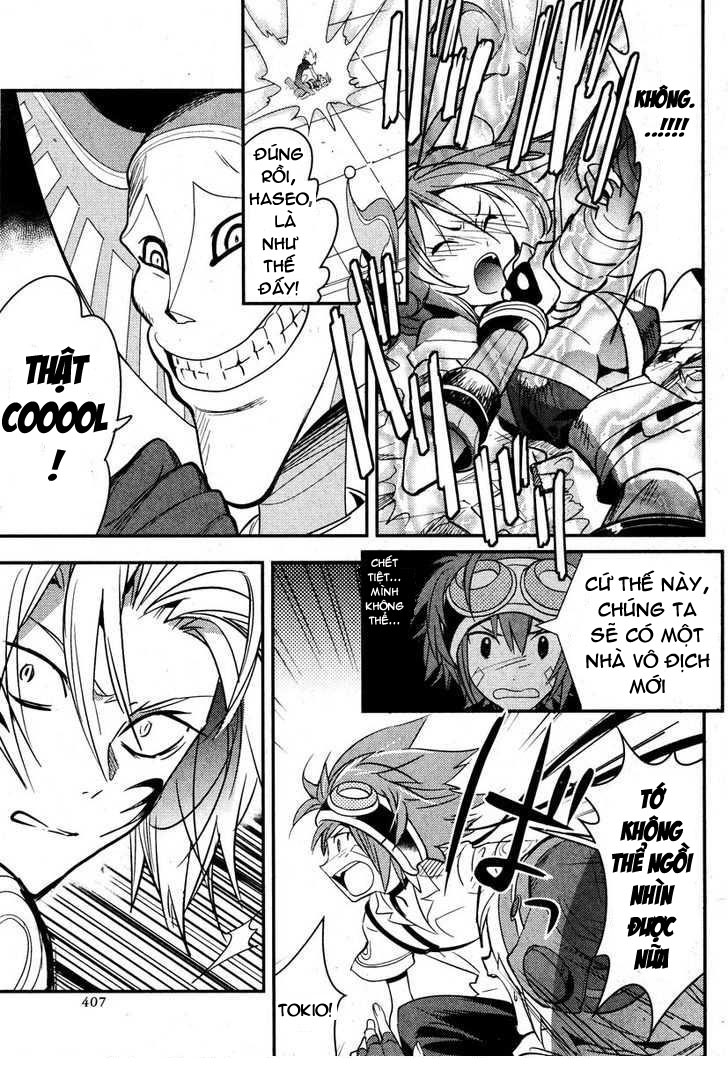 KHÔNG.
..!!!!
ĐÚNG
RỒI,
HASEO,
LÀ
NHƯ
THẾ
ĐẤY!
THẬT
COOOOL
!
CỨ THẾ NÀY,
CHÚNG TA
SẼ CÓ MỘT
NHÀ VÔ ĐỊCH
MỚI
CHẾT
TIỆT...
MÌNH
KHÔNG
THỂ...
TỚ
KHÔNG
THỂ NGỒI
NHÌN
ĐƯỢC
NỮA
TOKIO!
407